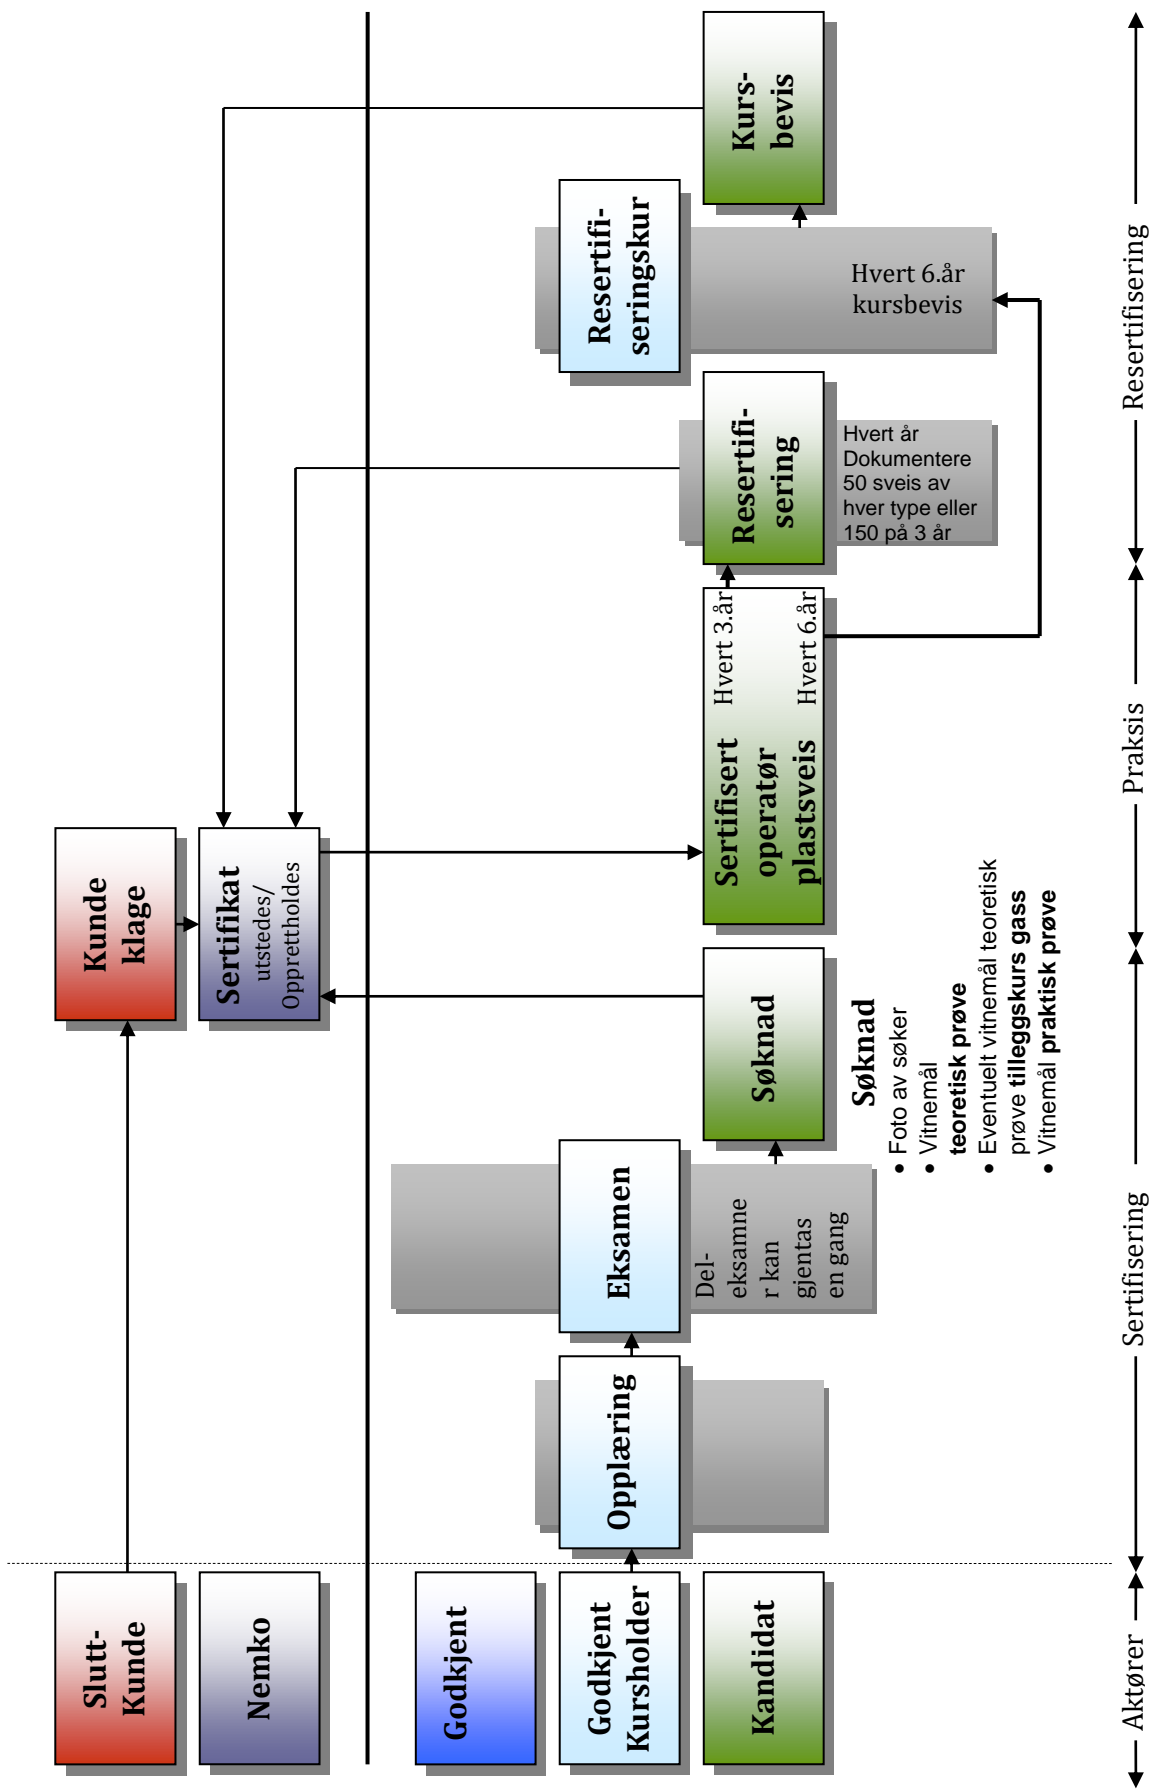 Slutt-
Kunde
Kunde
klage
Nemko
Sertifikat
utstedes/
Opprettholdes
Godkjent
Godkjent
Kursholder
Opplæring
Eksamen
Del-
eksamne
r kan
gjentas
en gang
Resertifi-
seringskur
Hvert 6.år
kursbevis
Kandidat
Søknad
Sertifisert
operatør
plastsveis
Hvert 3.år
Hvert 6.år
Resertifi-
sering
Hvert år
Dokumentere
50 sveis av
hver type eller
150 på 3 år
Kurs-
bevis
Søknad
• Foto av søker
• Vitnemål
teoretisk prøve
• Eventuelt vitnemål teoretisk
prøve tilleggskurs gass
• Vitnemål praktisk prøve
Aktører
Sertifisering
Praksis
Resertifisering